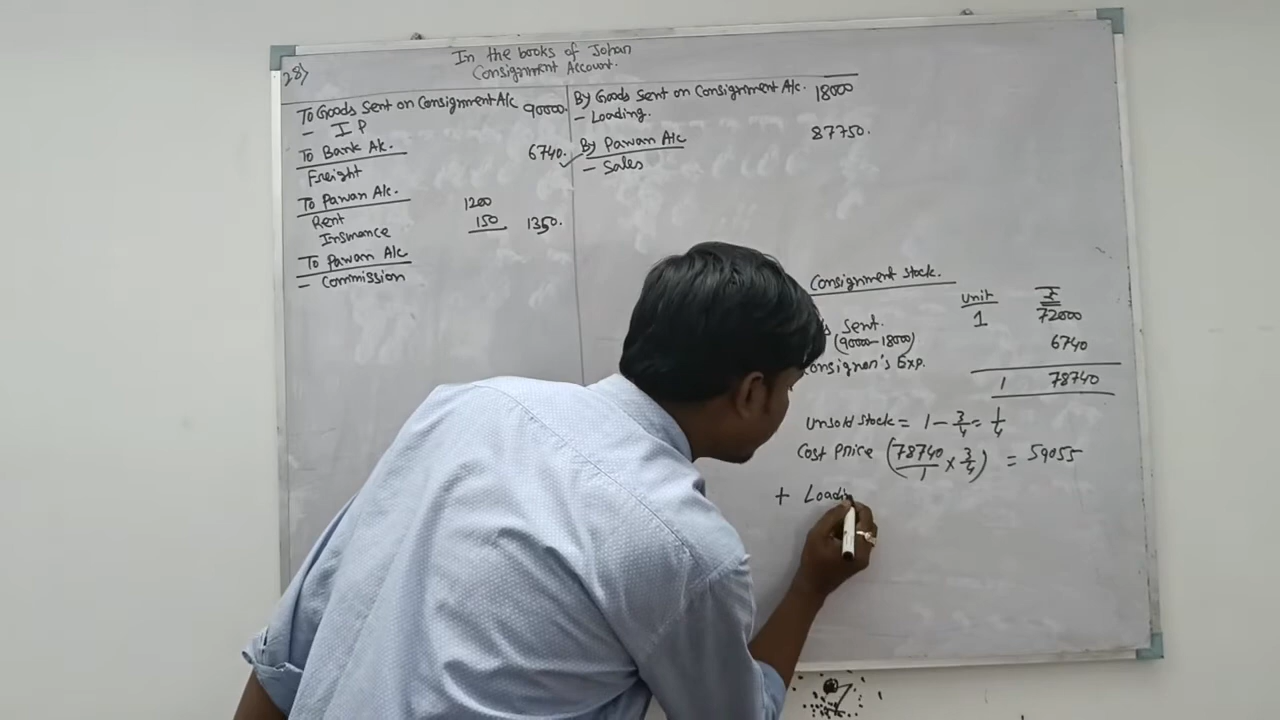 28)
In the books of Johan
Consignment Account.
To Goods Sent on Consignment A/c 90000.
- I P
To Bank Ac. 6740.
Freight
To Pawan A/c.
Rent 1200
Insurance 150 1350.
To Pawan A/c
- Commission
By Goods Sent on Consignment A/c. 18000
- Loading.
By Pawan A/c 87750.
- Sales
Consignment Stock.
unit ₹
Sent. 1 72000
(90000-18000)
Consignor's Exp. 6740
1 78740
Unsold Stock = 1 - 3/4 = 1/4
Cost Price (78740/1 × 3/4) = 59055
+ Loadin